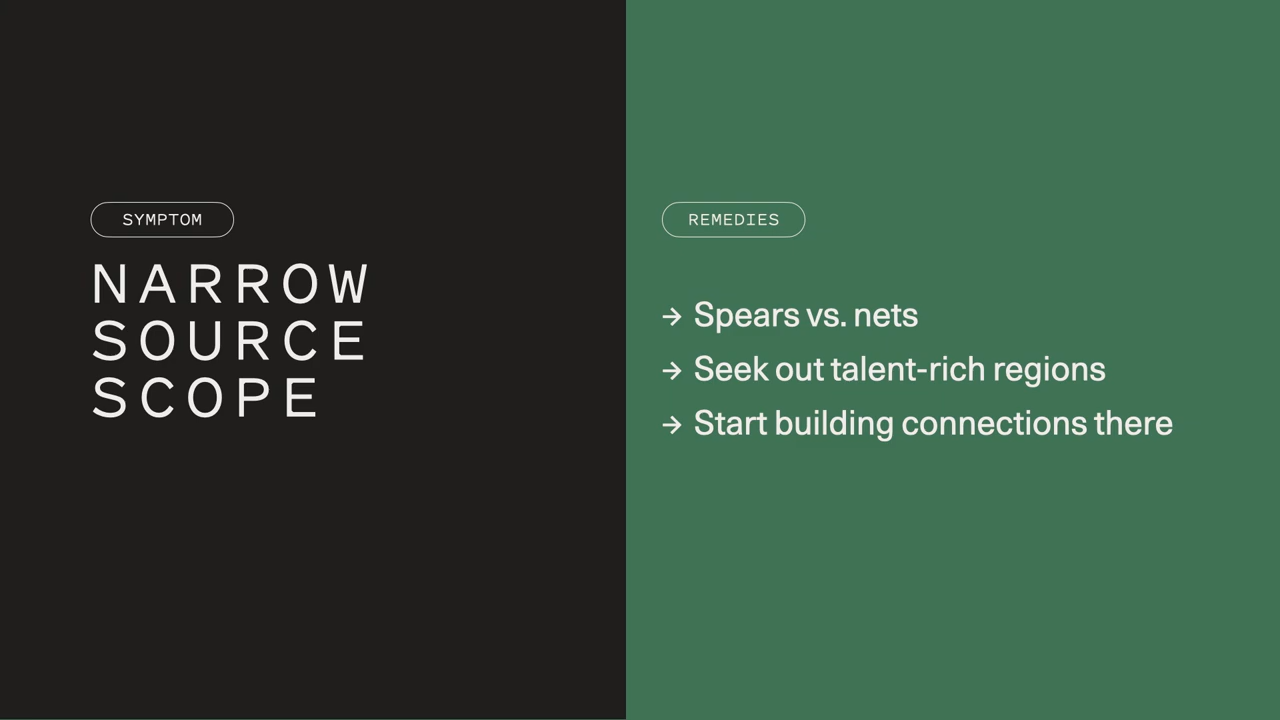 SYMPTOM
NARROW
SOURCE
SCOPE
REMEDIES
→ Spears vs. nets
→ Seek out talent-rich regions
→ Start building connections there